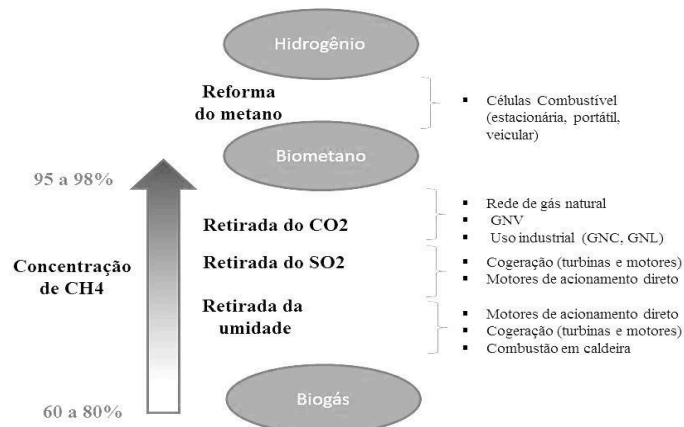 Hidrogênio
Reforma
do metano
▪ Células Combustível
(estacionária, portátil,
veicular)
Biometano
95 a 98%
Retirada do CO2
▪ Rede de gás natural
▪ GNV
▪ Uso industrial (GNC, GNL)
Concentração
de CH4
Retirada do SO2
▪ Cogeração (turbinas e motores)
▪ Motores de acionamento direto
Retirada da
umidade
▪ Motores de acionamento direto
▪ Cogeração (turbinas e motores)
▪ Combustão em caldeira
Biogás
60 a 80%